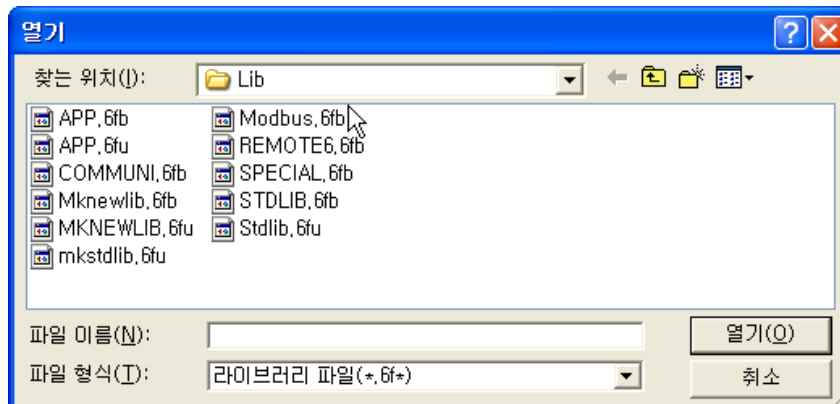 열기
찾는 위치(I):
Lib
APP.6fb
APP.6fu
COMMUNI.6fb
Mknewlib.6fb
MKNEWLIB.6fu
mkstdlib.6fu
Modbus.6fb
REMOTE6.6fb
SPECIAL.6fb
STDLIB.6fb
Stdlib.6fu
파일 이름(N):
열기(O)
파일 형식(T):
라이브러리 파일(*.6f*)
취소